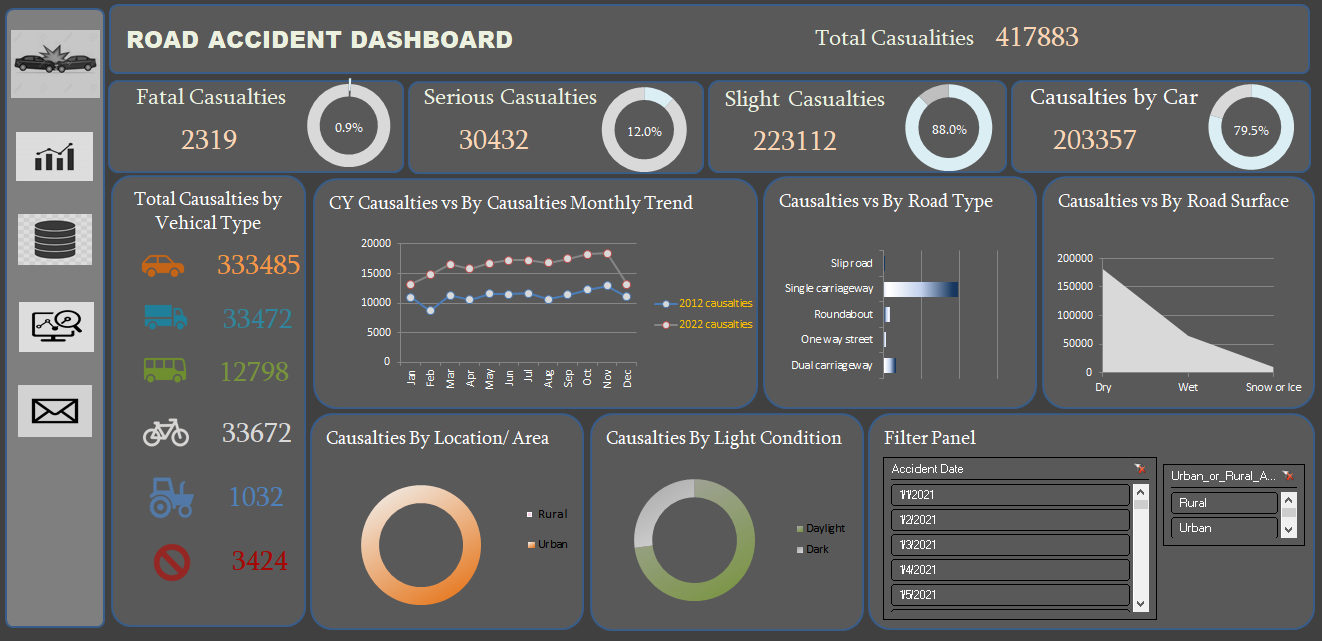 ROAD ACCIDENT DASHBOARD
Total Casualities 417883
Fatal Casualties
2319
0.9%
Serious Casualties
30432
12.0%
Slight Casualties
223112
88.0%
Causalties by Car
203357
79.5%
Total Causalties by
Vehical Type
333485
33472
12798
33672
1032
3424
CY Causalties vs By Causalties Monthly Trend
20000
15000
10000
5000
0
Jan
Feb
Mar
Apr
May
Jun
Jul
Aug
Sep
Oct
Nov
Dec
2012 causalties
2022 causalties
Causalties vs By Road Type
Slip road
Single carriageway
Roundabout
One way street
Dual carriageway
Causalties vs By Road Surface
200000
150000
100000
50000
0
Dry
Wet
Snow or Ice
Causalties By Location/ Area
Rural
Urban
Causalties By Light Condition
Daylight
Dark
Filter Panel
Accident Date
1/1/2021
1/2/2021
1/3/2021
1/4/2021
1/5/2021
Urban_or_Rural_A...
Rural
Urban